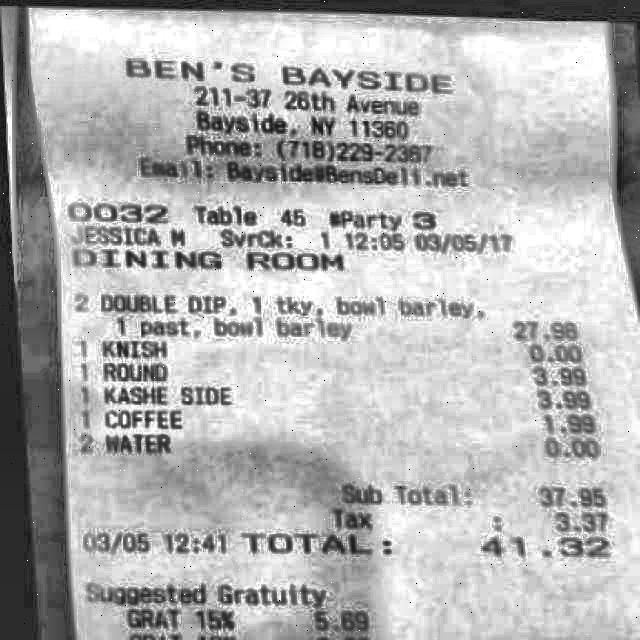 BEN'S BAYSIDE
211-37 26th Avenue
Bayside, NY 11360
Phone: (718)229-2367
Email: Bayside@BensDeli.net
0032 Table 45 #Party 3
JESSICA M SvrCk: 1 12:05 03/05/17
DINING ROOM
2 DOUBLE DIP, 1 tky, bowl barley,
1 past, bowl barley 27.98
1 KNISH 0.00
1 ROUND 3.99
1 KASHE SIDE 3.99
1 COFFEE 1.99
2 WATER 0.00
Sub Total: 37.95
Tax : 3.37
03/05 12:41 TOTAL: 41.32
Suggested Gratuity
GRAT 15% 5.69